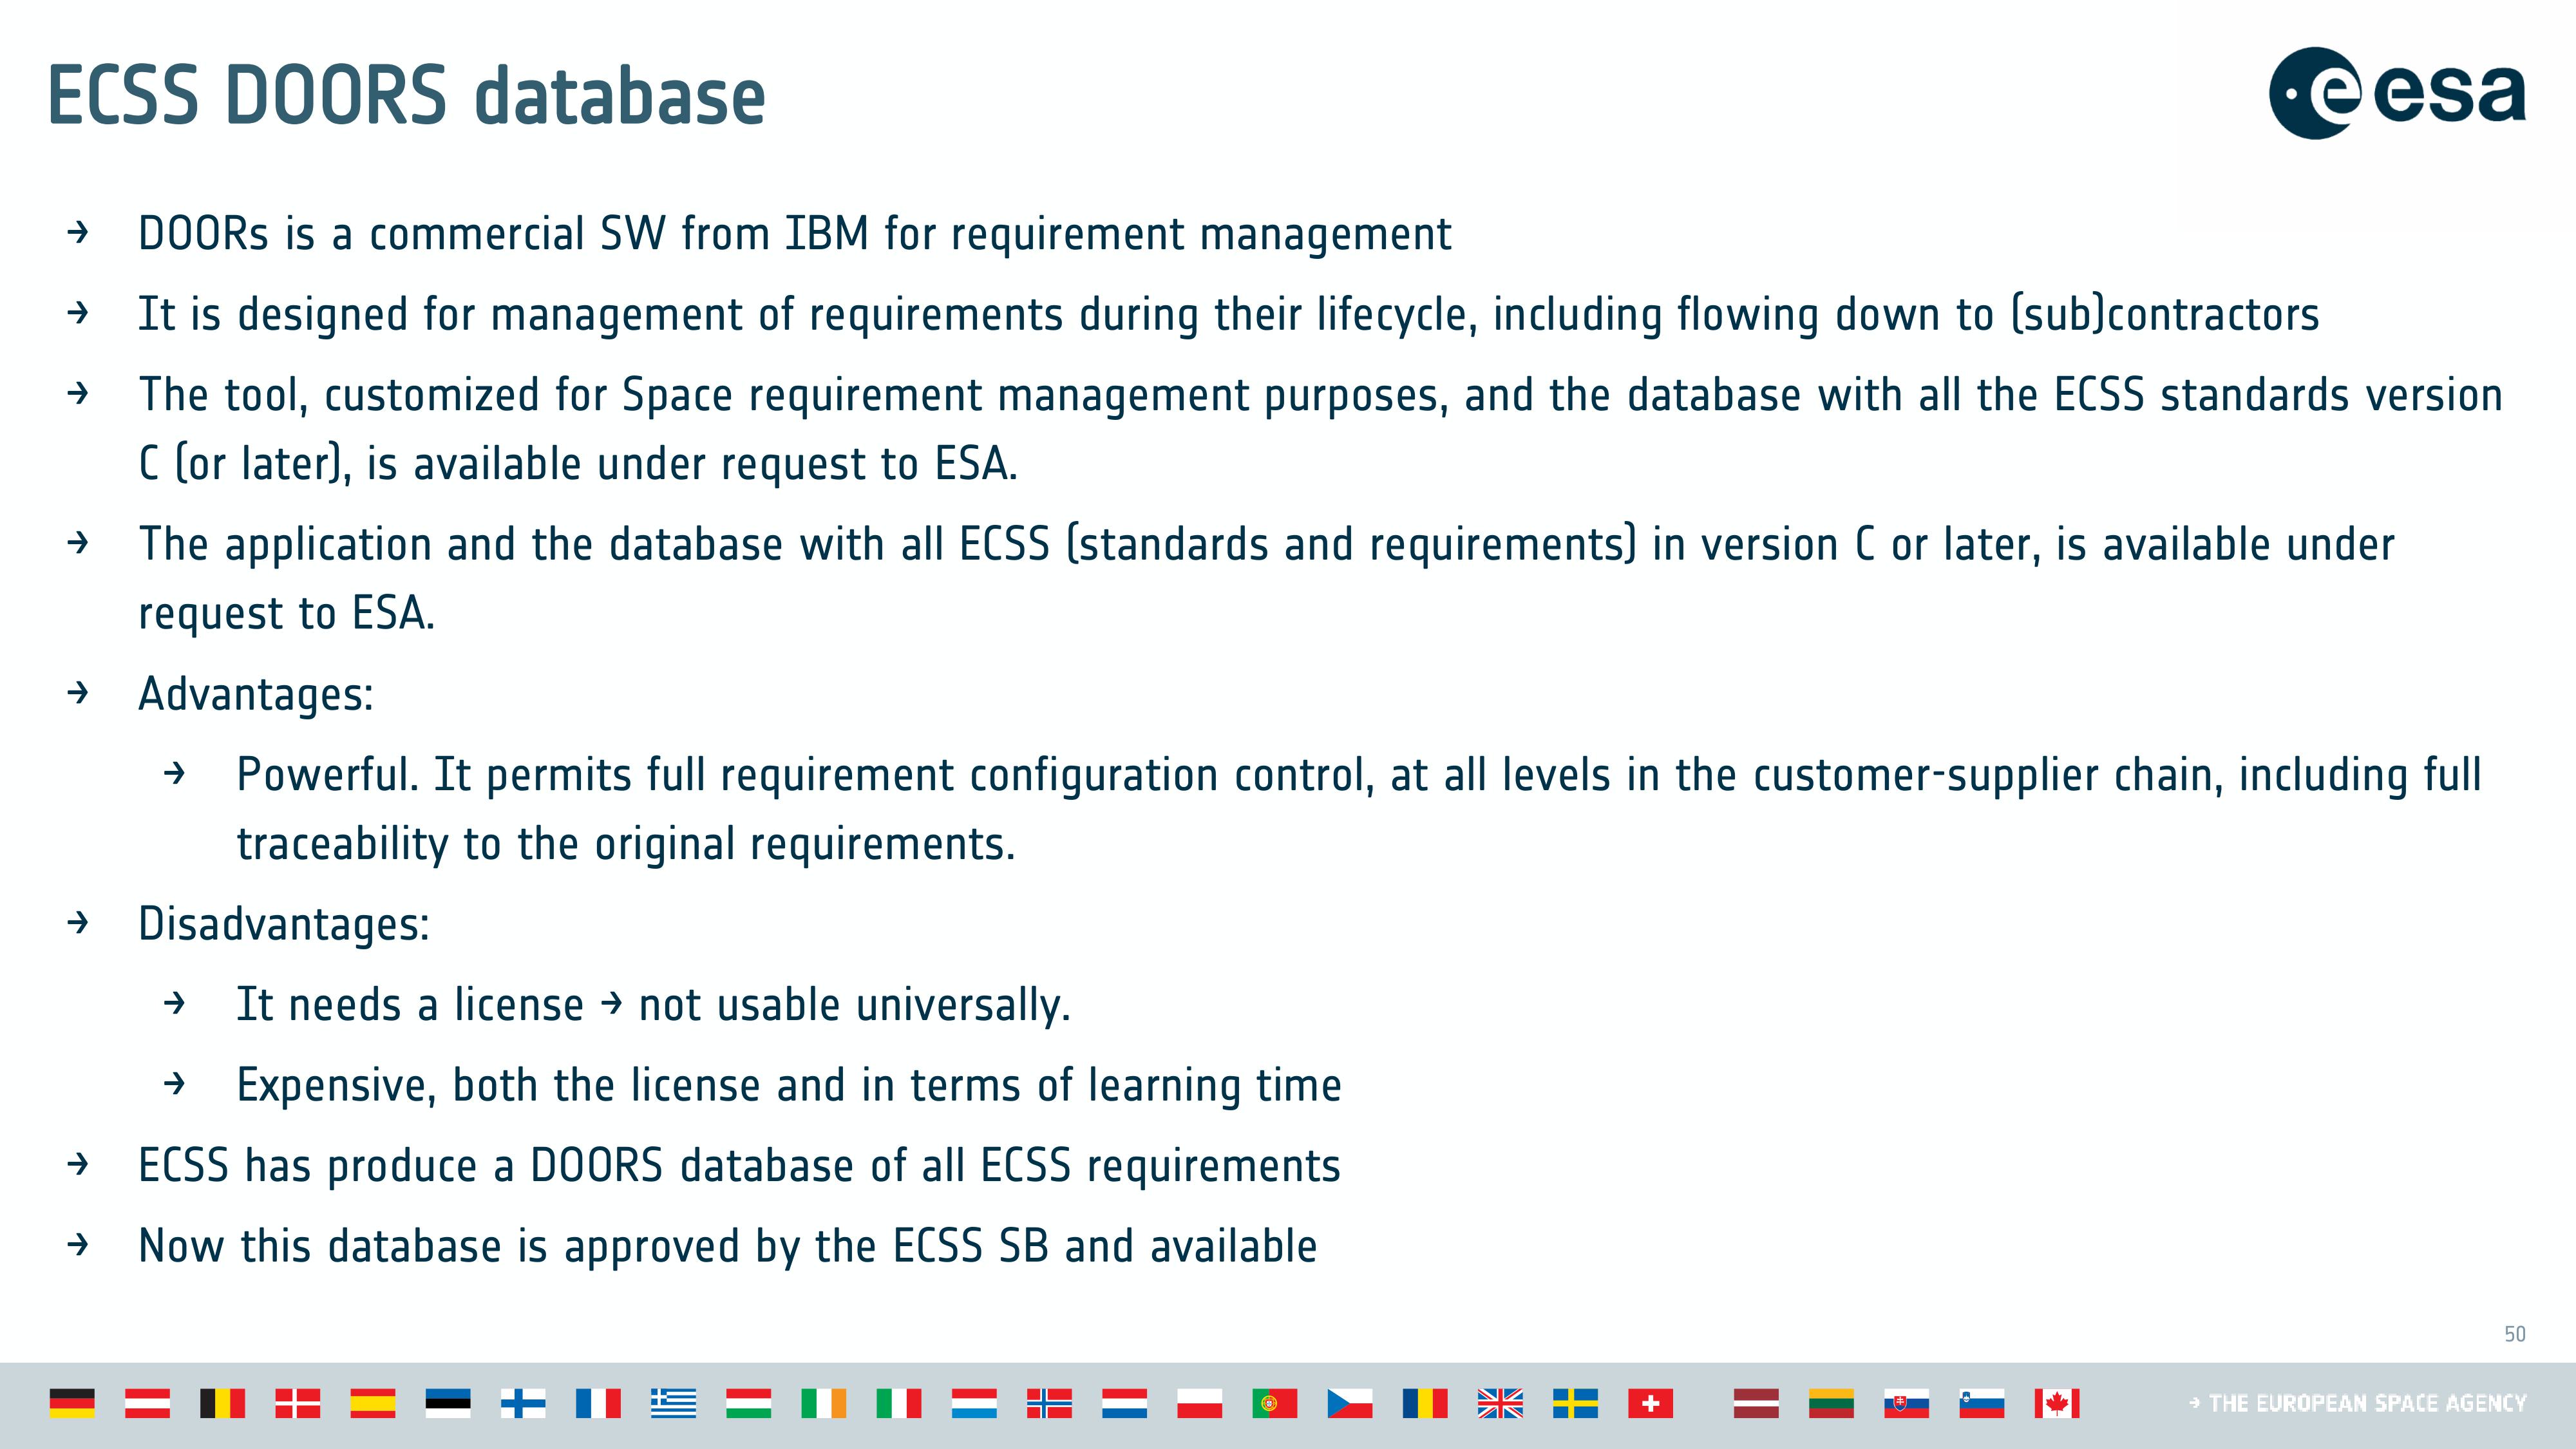 ECSS DOORS database
esa
→ DOORs is a commercial SW from IBM for requirement management
→ It is designed for management of requirements during their lifecycle, including flowing down to (sub)contractors
→ The tool, customized for Space requirement management purposes, and the database with all the ECSS standards version
C (or later), is available under request to ESA.
→ The application and the database with all ECSS (standards and requirements) in version C or later, is available under
request to ESA.
→ Advantages:
→ Powerful. It permits full requirement configuration control, at all levels in the customer-supplier chain, including full
traceability to the original requirements.
→ Disadvantages:
→ It needs a license → not usable universally.
→ Expensive, both the license and in terms of learning time
→ ECSS has produce a DOORS database of all ECSS requirements
→ Now this database is approved by the ECSS SB and available
50
→ THE EUROPEAN SPACE AGENCY